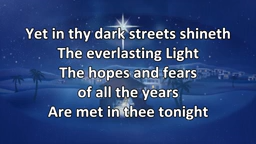 Yet in thy dark streets shineth
The everlasting Light
The hopes and fears
of all the years
Are met in thee tonight